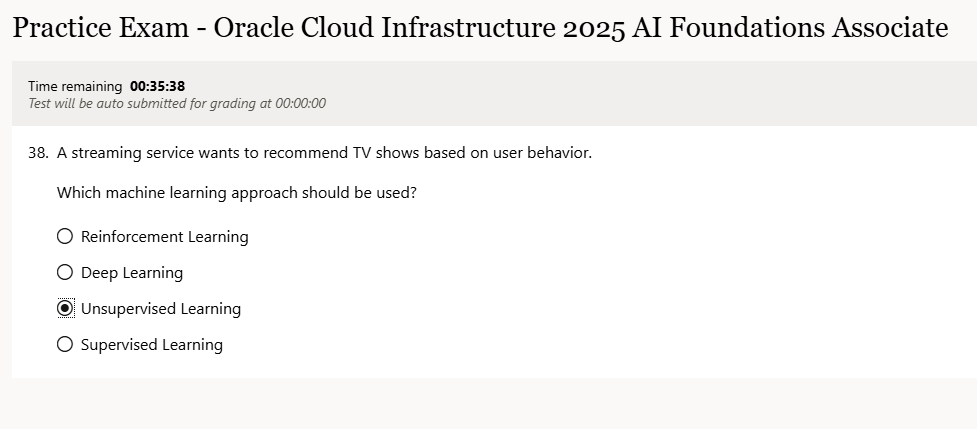 Practice Exam - Oracle Cloud Infrastructure 2025 AI Foundations Associate
Time remaining 00:35:38
Test will be auto submitted for grading at 00:00:00
38. A streaming service wants to recommend TV shows based on user behavior.
Which machine learning approach should be used?
Reinforcement Learning
Deep Learning
Unsupervised Learning
Supervised Learning